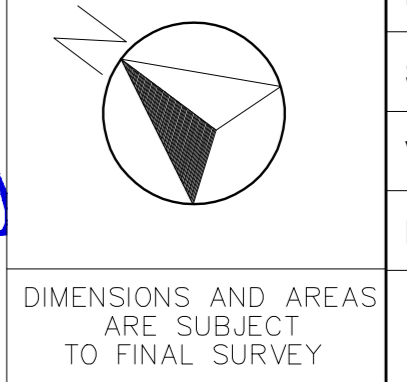 N
DIMENSIONS AND AREAS
ARE SUBJECT
TO FINAL SURVEY